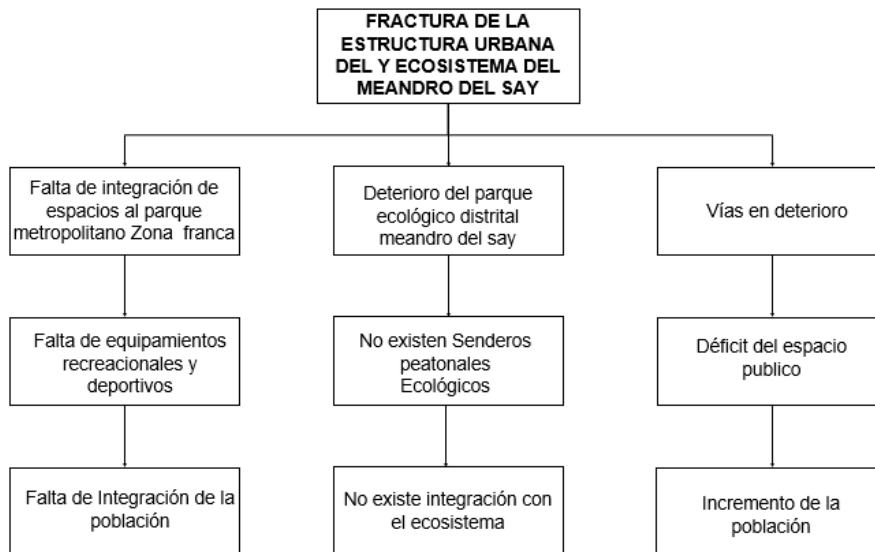 FRACTURA DE LA
ESTRUCTURA URBANA
DEL Y ECOSISTEMA DEL
MEANDRO DEL SAY
Falta de integración de
espacios al parque
metropolitano Zona franca
Deterioro del parque
ecológico distrital
meandro del say
Vías en deterioro
Falta de equipamientos
recreacionales y
deportivos
No existen Senderos
peatonales
Ecológicos
Déficit del espacio
publico
Falta de Integración de la
población
No existe integración con
el ecosistema
Incremento de la
población